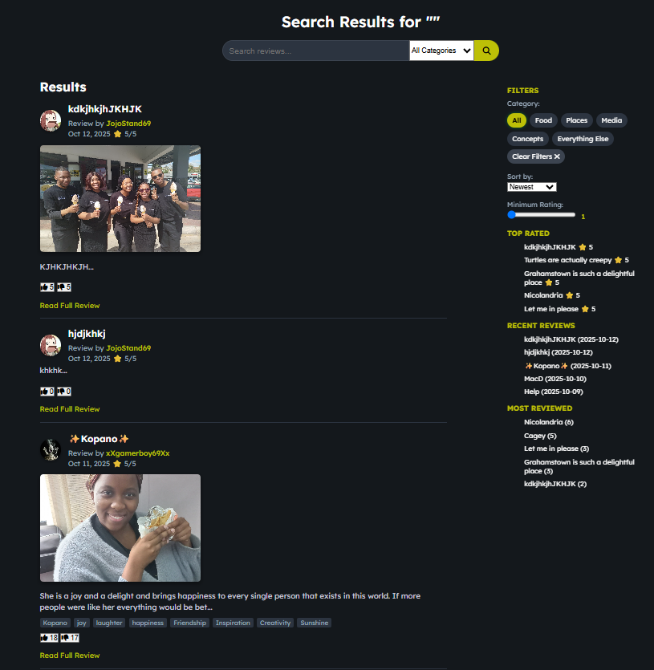 Search Results for ""
Search reviews...
All Categories
Results
kdkjhkjhJKHJK
Review by JojoStand69
Oct 12, 2025 ⭐ 5/5
KJHKJHKJH...
👍5 👎5
Read Full Review
hjdjkhkj
Review by JojoStand69
Oct 12, 2025 ⭐ 5/5
khkhk...
👍0 👎0
Read Full Review
✨Kopano✨
Review by xXgamerboy69Xx
Oct 11, 2025 ⭐ 5/5
She is a joy and a delight and brings happiness to every single person that exists in this world. If more
people were like her everything would be bet...
Kopano joy laughter happiness Friendship Inspiration Creativity Sunshine
👍18 👎17
Read Full Review
FILTERS
Category:
All Food Places Media
Concepts Everything Else
Clear Filters ✕
Sort by:
Newest
Minimum Rating:
1
TOP RATED
kdkjhkjhJKHJK ⭐ 5
Turtles are actually creepy ⭐ 5
Grahamstown is such a delightful
place ⭐ 5
Nicolandria ⭐ 5
Let me in please ⭐ 5
RECENT REVIEWS
kdkjhkjhJKHJK (2025-10-12)
hjdjkhkj (2025-10-12)
✨Kopano✨ (2025-10-11)
MacD (2025-10-10)
Help (2025-10-09)
MOST REVIEWED
Nicolandria (6)
Cagey (5)
Let me in please (3)
Grahamstown is such a delightful
place (3)
kdkjhkjhJKHJK (2)